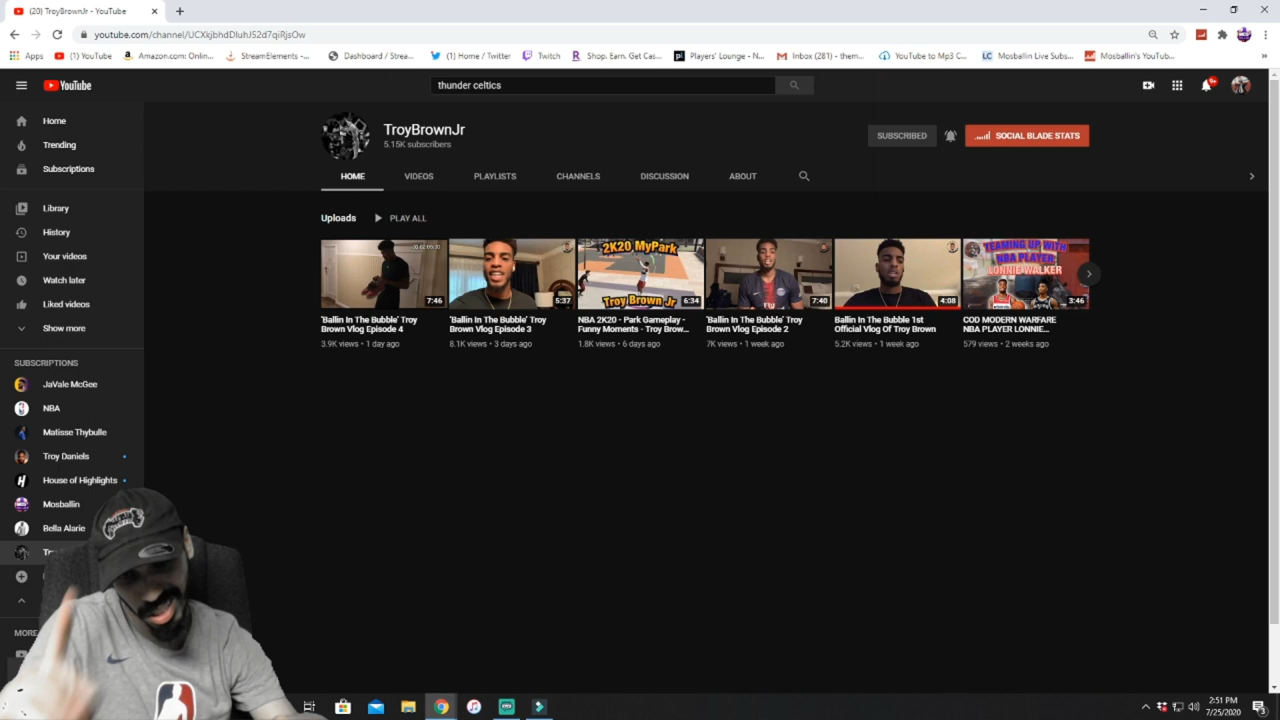 (20) TroyBrownJr - YouTube
youtube.com/channel/UCXkjbhdDluhJS2d7qiRjsOw
Apps
(1) YouTube
Amazon.com: Onlin...
StreamElements -...
Dashboard / Strea...
(1) Home / Twitter
Twitch
Shop. Earn. Get Cas...
Players' Lounge - N...
Inbox (281) - them...
YouTube to Mp3 C...
Mosballin Live Subs...
Mosballin's YouTub...
YouTube
thunder celtics
9+
Home
Trending
Subscriptions
Library
History
Your videos
Watch later
Liked videos
Show more
SUBSCRIPTIONS
JaVale McGee
NBA
Matisse Thybulle
Troy Daniels
House of Highlights
Mosballin
Bella Alarie
MORE
TroyBrownJr
5.15K subscribers
SUBSCRIBED
SOCIAL BLADE STATS
HOME
VIDEOS
PLAYLISTS
CHANNELS
DISCUSSION
ABOUT
Uploads
PLAY ALL
7:46
'Ballin In The Bubble' Troy
Brown Vlog Episode 4
3.9K views • 1 day ago
5:37
'Ballin In The Bubble' Troy
Brown Vlog Episode 3
8.1K views • 3 days ago
2K20 MyPark
Troy Brown Jr
6:34
NBA 2K20 - Park Gameplay -
Funny Moments - Troy Brow...
1.8K views • 6 days ago
7:40
'Ballin In The Bubble' Troy
Brown Vlog Episode 2
7K views • 1 week ago
4:08
Ballin In The Bubble 1st
Official Vlog Of Troy Brown
5.2K views • 1 week ago
TEAMING UP WITH
NBA PLAYER
LONNIE WALKER
3:46
COD MODERN WARFARE
NBA PLAYER LONNIE...
579 views • 2 weeks ago
2:51 PM
7/25/2020
3